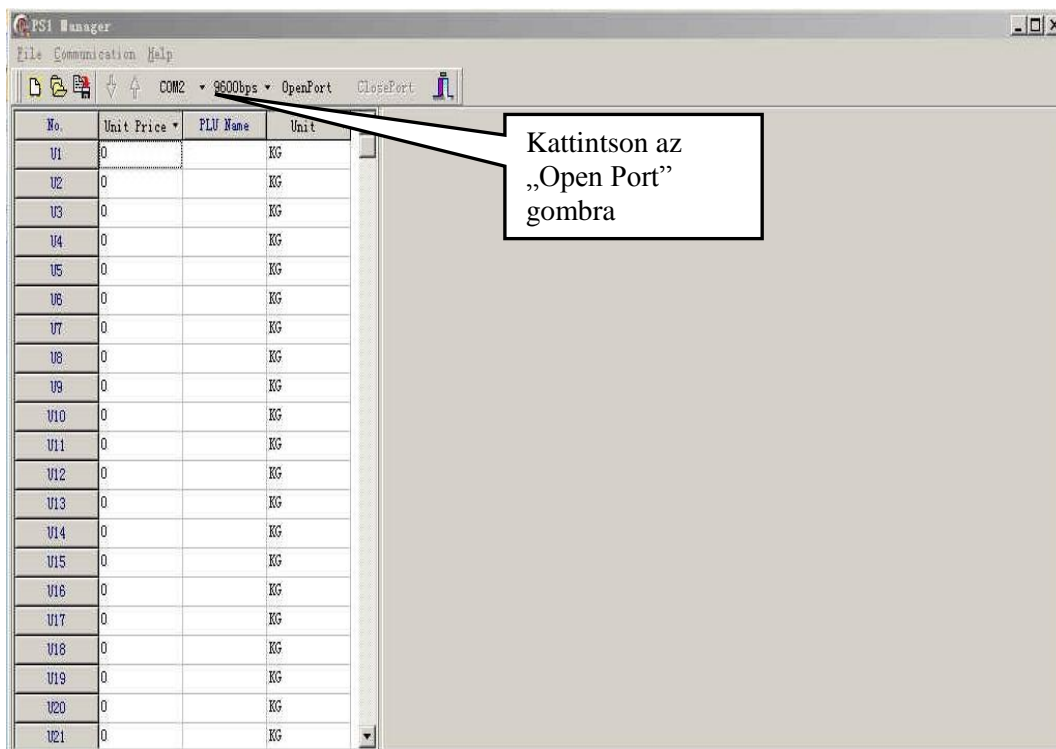 PS1 Manager
File Communication Help
COM2 9600bps OpenPort ClosePort
No. Unit Price PLU Name Unit
U1 0 KG
U2 0 KG
U3 0 KG
U4 0 KG
U5 0 KG
U6 0 KG
U7 0 KG
U8 0 KG
U9 0 KG
U10 0 KG
U11 0 KG
U12 0 KG
U13 0 KG
U14 0 KG
U15 0 KG
U16 0 KG
U17 0 KG
U18 0 KG
U19 0 KG
U20 0 KG
U21 0 KG
Kattintson az
„Open Port”
gombra